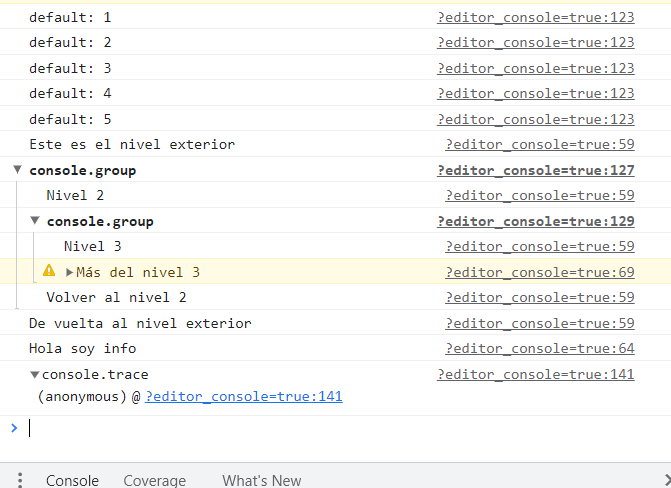 default: 1 ?editor_console=true:123
default: 2 ?editor_console=true:123
default: 3 ?editor_console=true:123
default: 4 ?editor_console=true:123
default: 5 ?editor_console=true:123
Este es el nivel exterior ?editor_console=true:59
console.group ?editor_console=true:127
Nivel 2 ?editor_console=true:59
console.group ?editor_console=true:129
Nivel 3 ?editor_console=true:59
Más del nivel 3 ?editor_console=true:69
Volver al nivel 2 ?editor_console=true:59
De vuelta al nivel exterior ?editor_console=true:59
Hola soy info ?editor_console=true:64
console.trace ?editor_console=true:141
(anonymous) @ ?editor_console=true:141
Console Coverage What's New